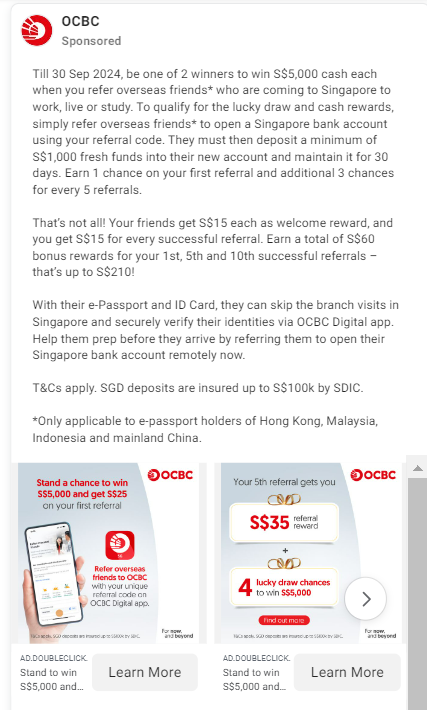 OCBC
Sponsored
Till 30 Sep 2024, be one of 2 winners to win S$5,000 cash each
when you refer overseas friends* who are coming to Singapore to
work, live or study. To qualify for the lucky draw and cash rewards,
simply refer overseas friends* to open a Singapore bank account
using your referral code. They must then deposit a minimum of
S$1,000 fresh funds into their new account and maintain it for 30
days. Earn 1 chance on your first referral and additional 3 chances
for every 5 referrals.
That's not all! Your friends get S$15 each as welcome reward, and
you get S$15 for every successful referral. Earn a total of S$60
bonus rewards for your 1st, 5th and 10th successful referrals –
that's up to S$210!
With their e-Passport and ID Card, they can skip the branch visits in
Singapore and securely verify their identities via OCBC Digital app.
Help them prep before they arrive by referring them to open their
Singapore bank account remotely now.
T&Cs apply. SGD deposits are insured up to S$100k by SDIC.
*Only applicable to e-passport holders of Hong Kong, Malaysia,
Indonesia and mainland China.
OCBC
Stand a chance to win
S$5,000 and get S$25
on your first referral
Refer overseas
friends to OCBC
with your unique
referral code on
OCBC Digital app.
T&Cs apply. SGD deposits are insured up to S$100k by SDIC.
For now,
and beyond
AD.DOUBLECLICK.
Stand to win
S$5,000 and...
Learn More
OCBC
Your 5th referral gets you
S$35 referral
reward
+
4 lucky draw chances
to win S$5,000
Find out more
T&Cs apply. SGD deposits are insured up to S$100k by SDIC.
For now,
and beyond
AD.DOUBLECLICK.
Stand to win
S$5,000 and...
Learn More